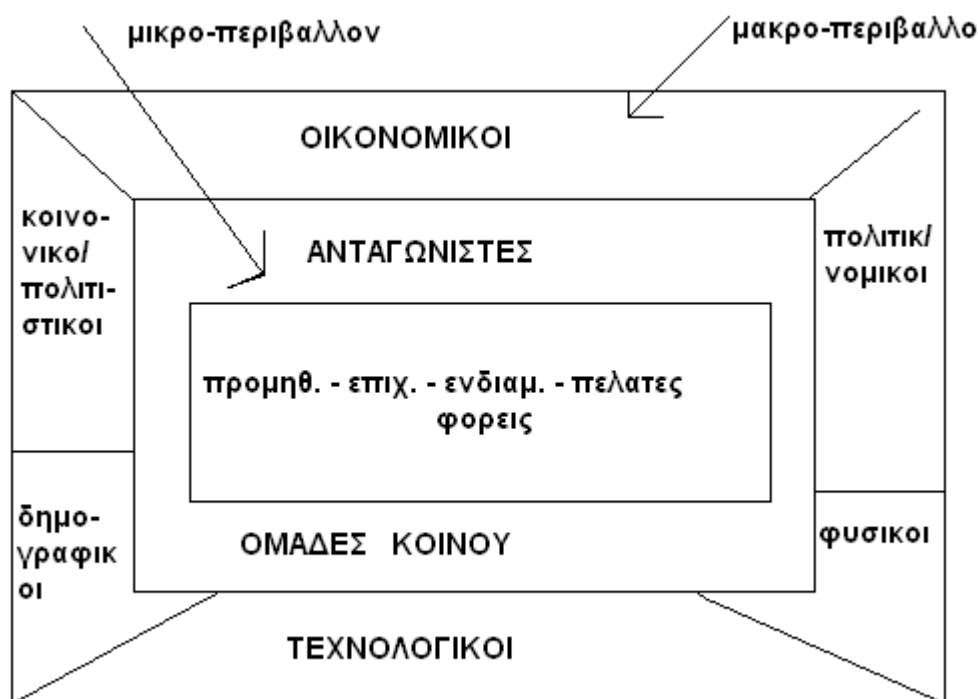 μικρο-περιβαλλον
μακρο-περιβαλλο
ΟΙΚΟΝΟΜΙΚΟΙ
κοινο-
νικο/
πολιτι-
στικοι
ΑΝΤΑΓΩΝΙΣΤΕΣ
πολιτικ/
νομικοι
προμηθ. - επιχ. - ενδιαμ. - πελατες
φορεις
δημο-
γραφικ
οι
ΟΜΑΔΕΣ ΚΟΙΝΟΥ
φυσικοι
ΤΕΧΝΟΛΟΓΙΚΟΙ